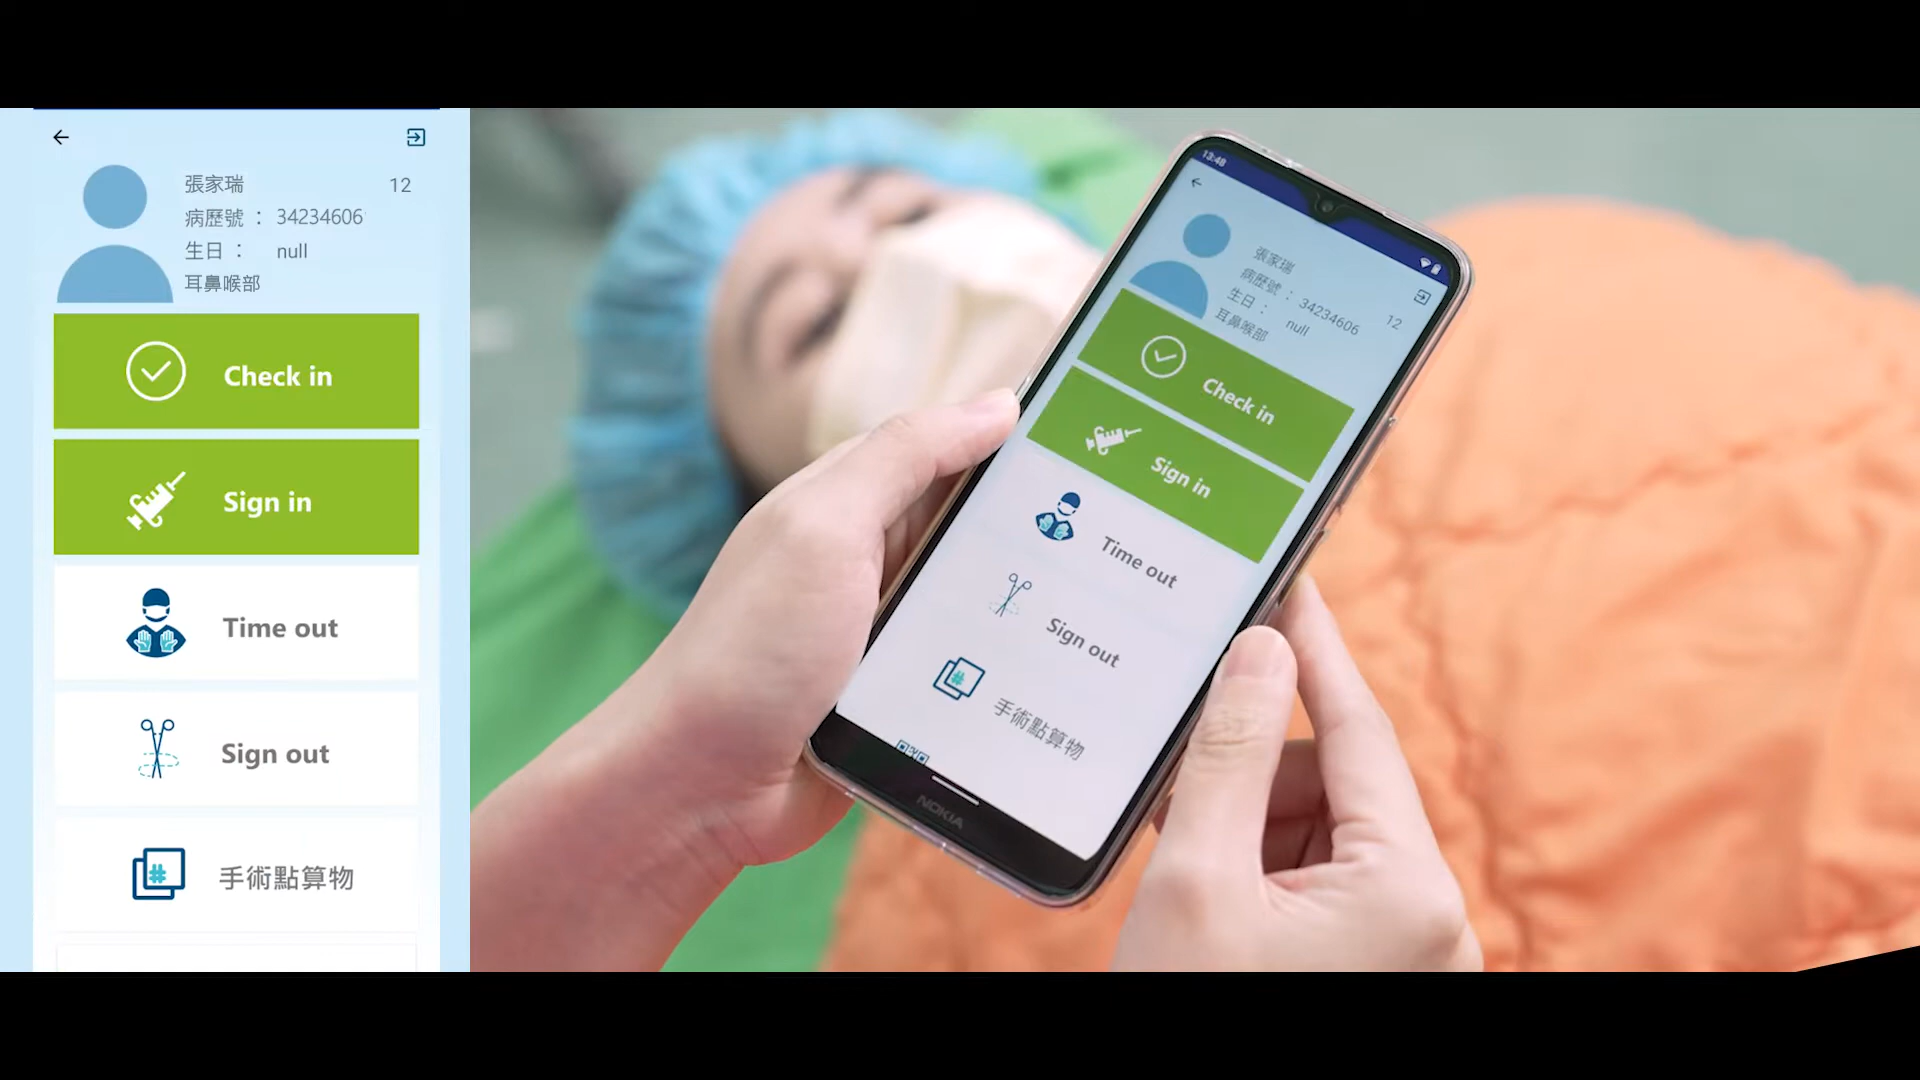 張家瑞 12
病歷號 : 34234606
生日 : null
耳鼻喉部
Check in
Sign in
Time out
Sign out
手術點算物
13:48
張家瑞
病歷號 : 34234606 12
生日 : null
耳鼻喉部
Check in
Sign in
Time out
Sign out
手術點算物
NOKIA